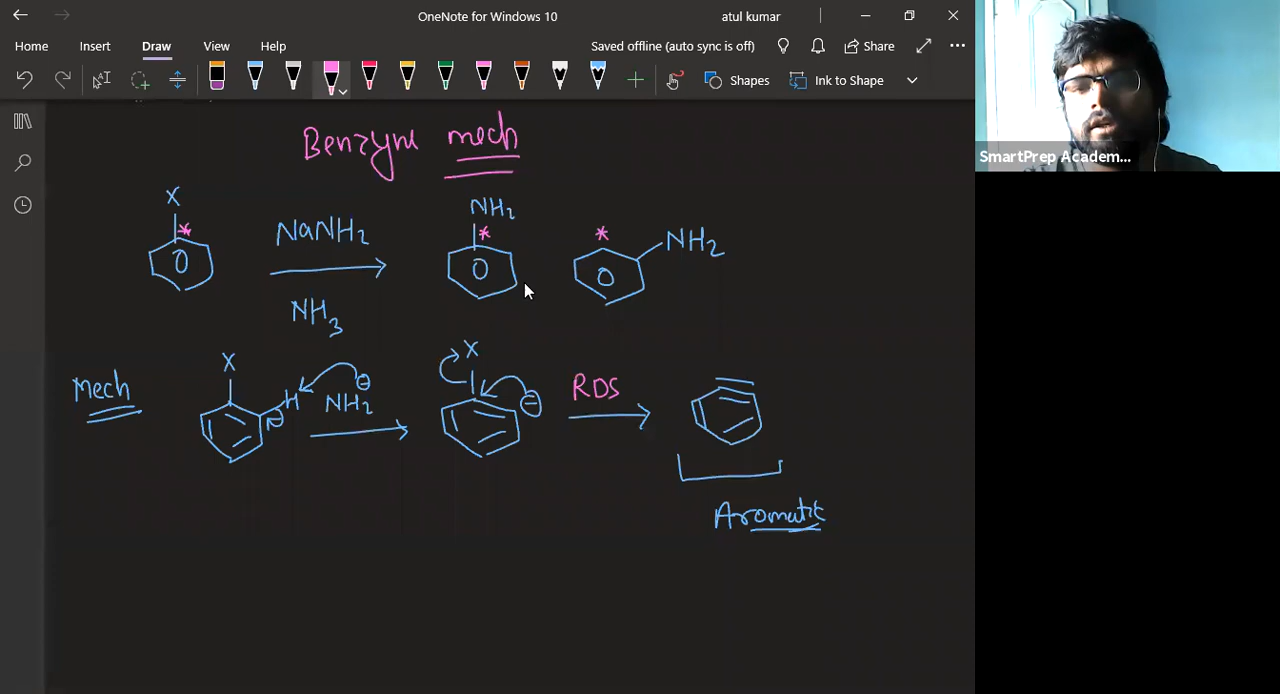 OneNote for Windows 10
atul kumar
Home Insert Draw View Help
Saved offline (auto sync is off)
Share
Shapes
Ink to Shape
SmartPrep Academ...
Benzyne mech
X
*
NaNH2
NH3
NH2
*
*
NH2
Mech
X
H
NH2
X
RDS
Aromatic